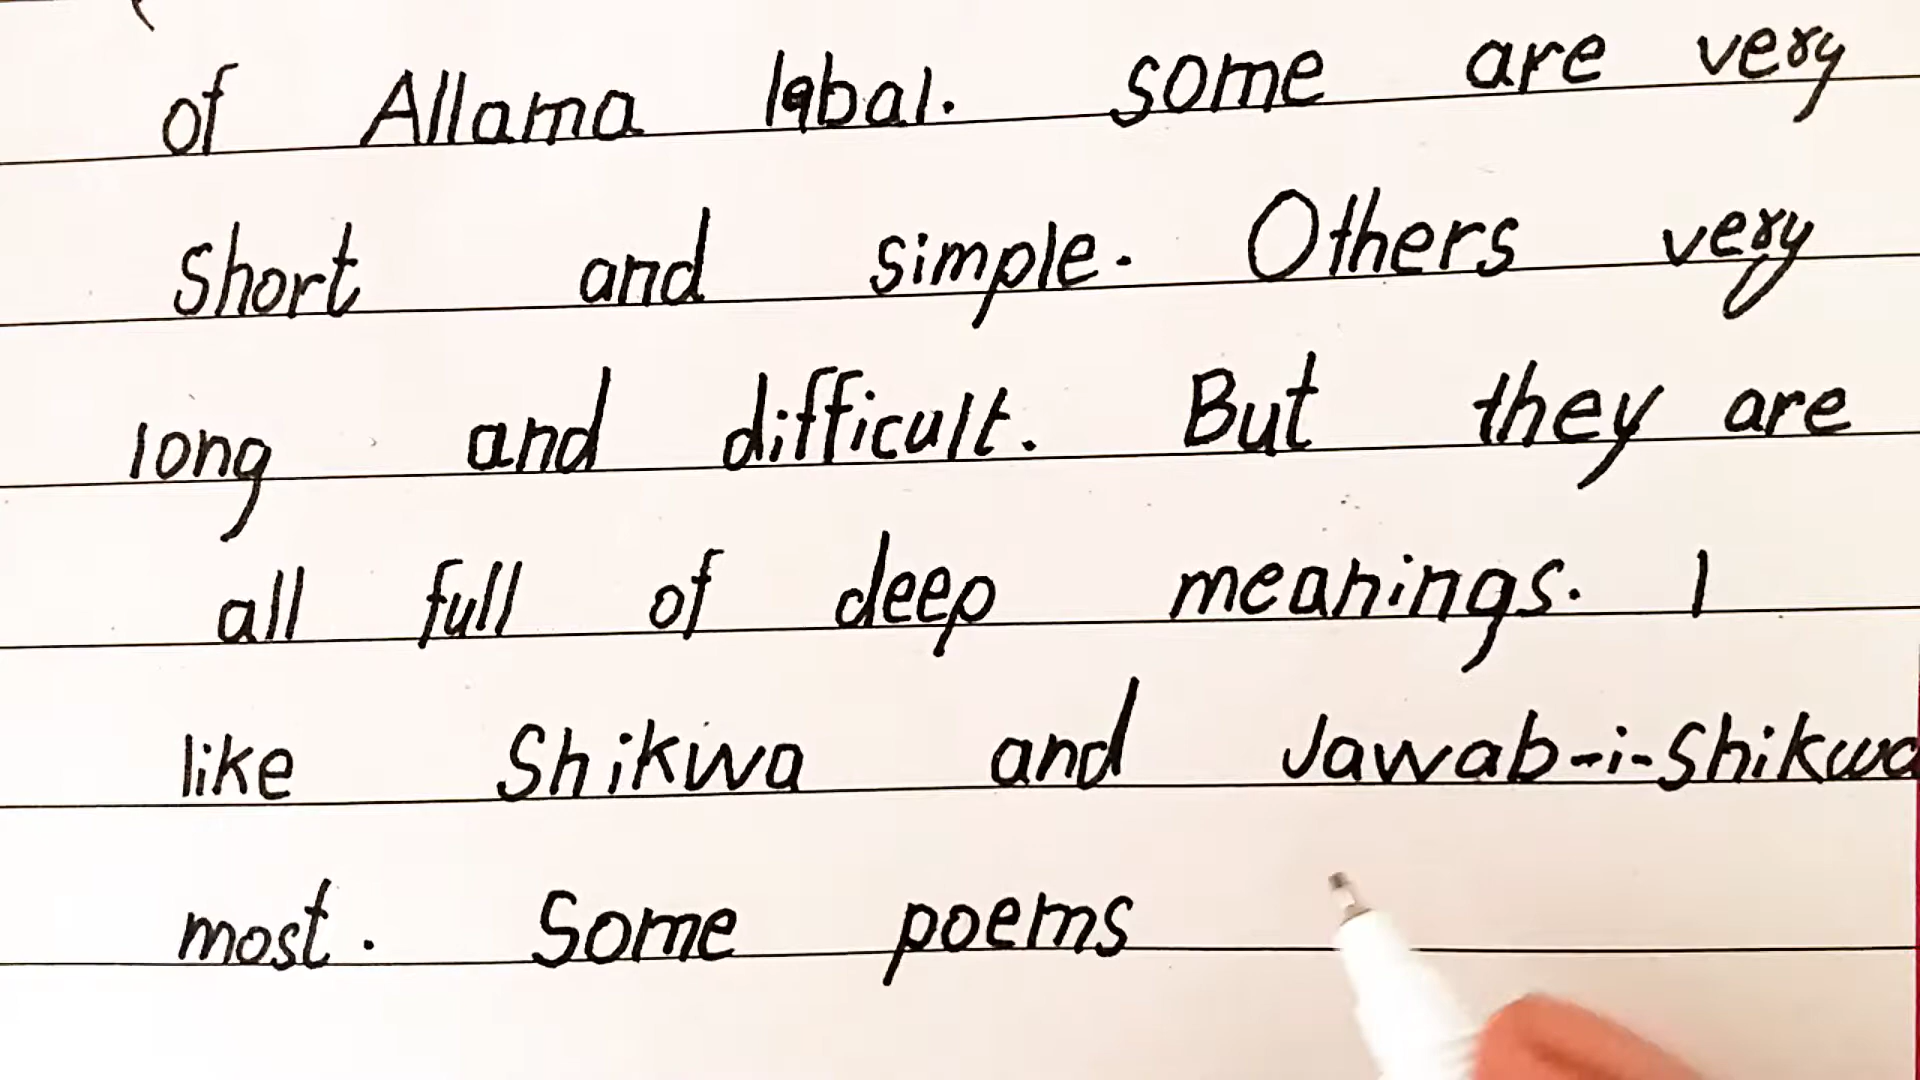 of Allama Iqbal. some are very
short and simple. Others very
long and difficult. But they are
all full of deep meanings. I
like Shikwa and Jawab-i-Shikwa
most. Some poems